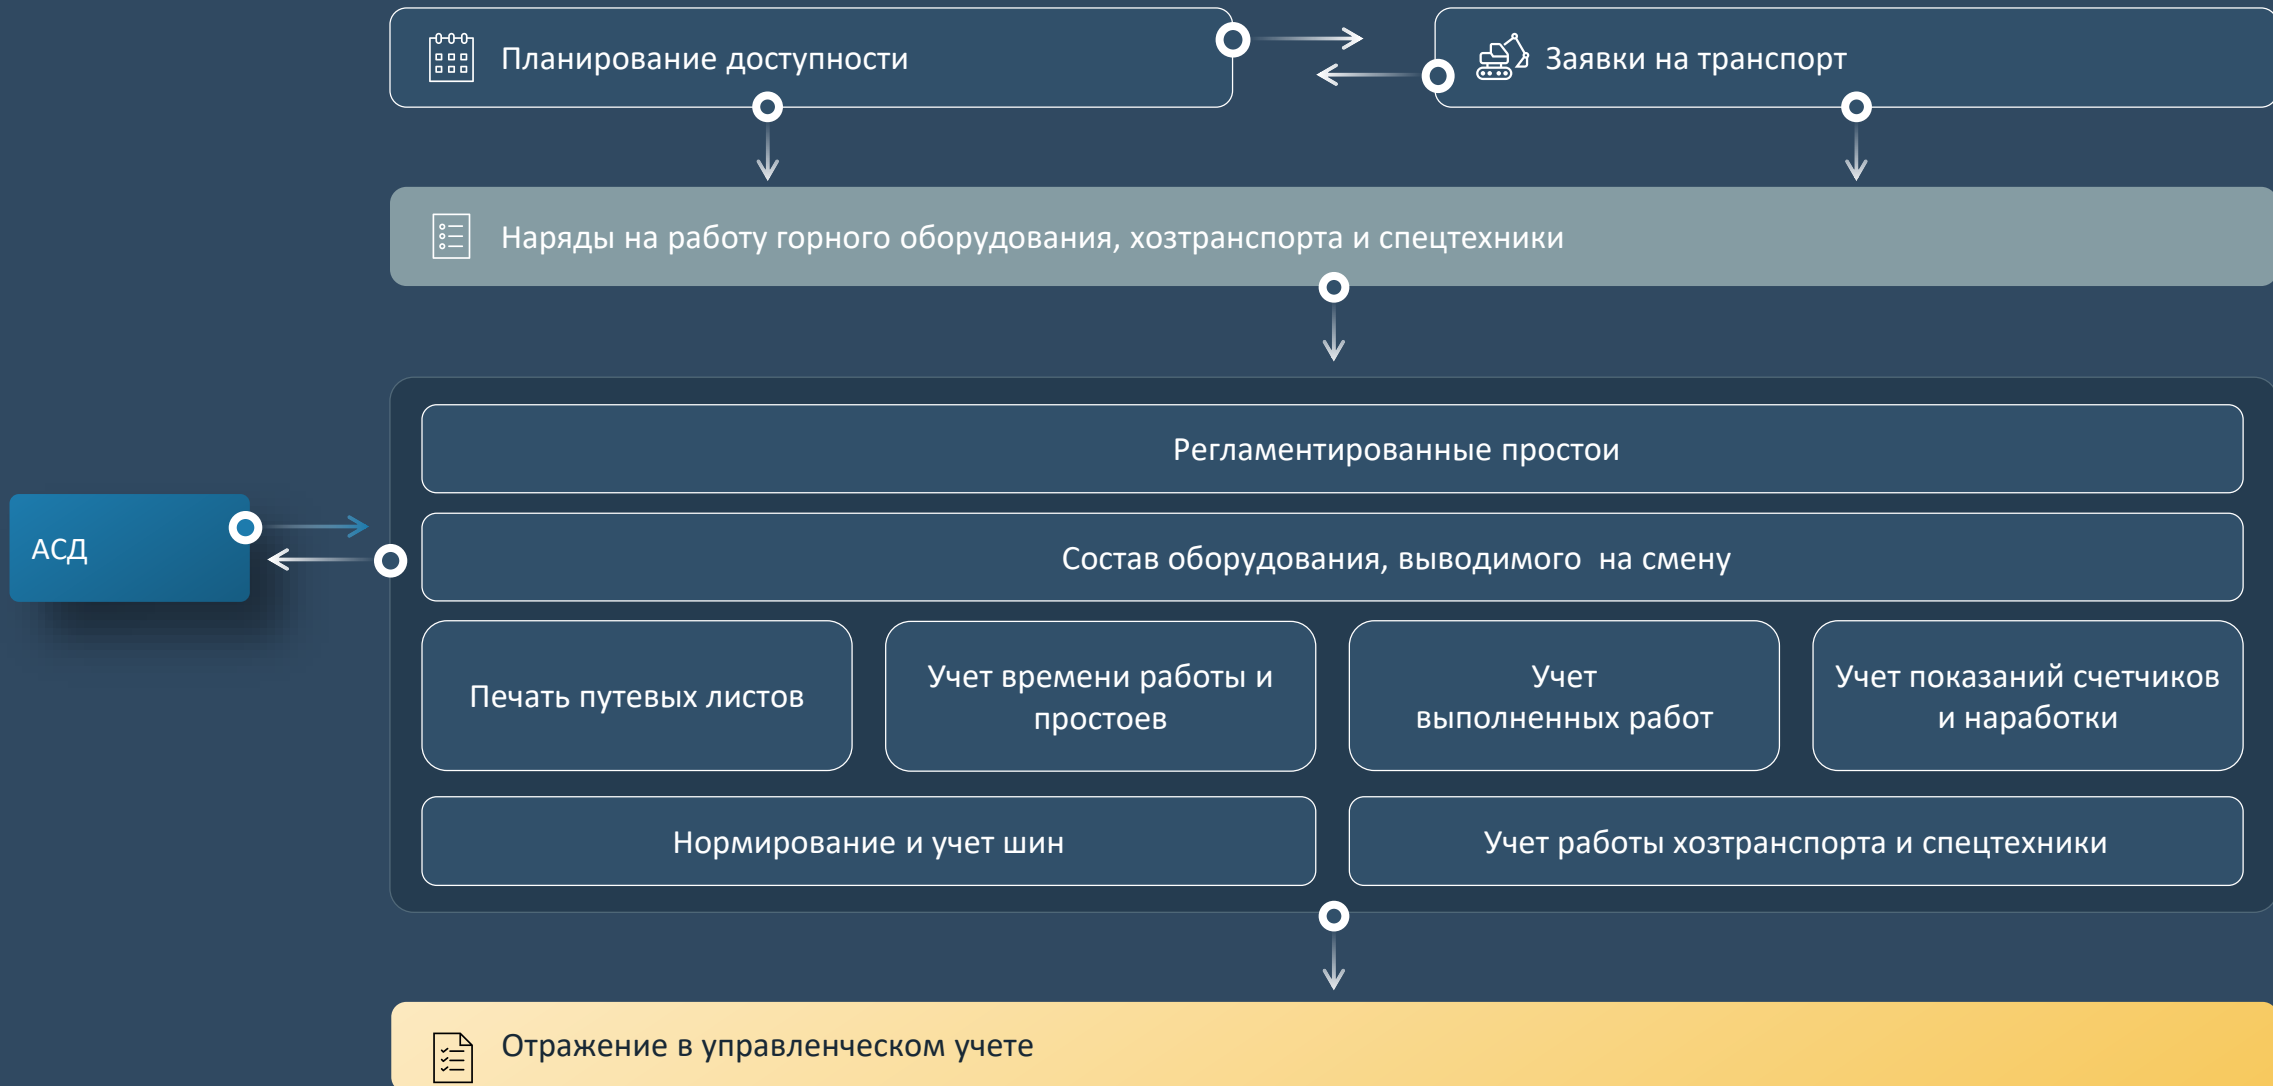 Планирование доступности
Заявки на транспорт
Наряды на работу горного оборудования, хозтранспорта и спецтехники
Регламентированные простои
АСД
Состав оборудования, выводимого  на смену
Печать путевых листов
Учет времени работы и
простоев
Учет
выполненных работ
Учет показаний счетчиков
и наработки
Нормирование и учет шин
Учет работы хозтранспорта и спецтехники
Отражение в управленческом учете